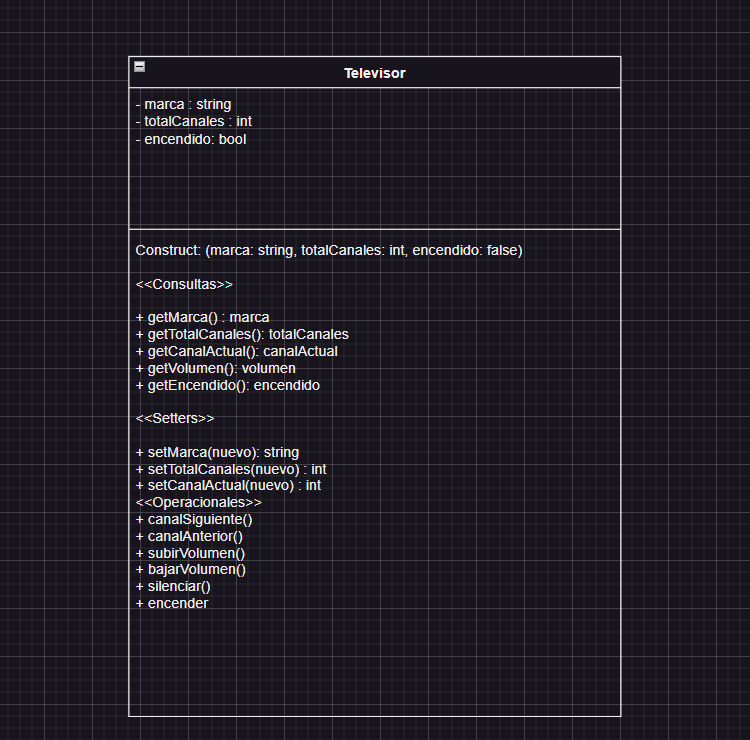 Televisor
- marca : string
- totalCanales : int
- encendido: bool
Construct: (marca: string, totalCanales: int, encendido: false)
<<Consultas>>
+ getMarca() : marca
+ getTotalCanales(): totalCanales
+ getCanalActual(): canalActual
+ getVolumen(): volumen
+ getEncendido(): encendido
<<Setters>>
+ setMarca(nuevo): string
+ setTotalCanales(nuevo) : int
+ setCanalActual(nuevo) : int
<<Operacionales>>
+ canalSiguiente()
+ canalAnterior()
+ subirVolumen()
+ bajarVolumen()
+ silenciar()
+ encender